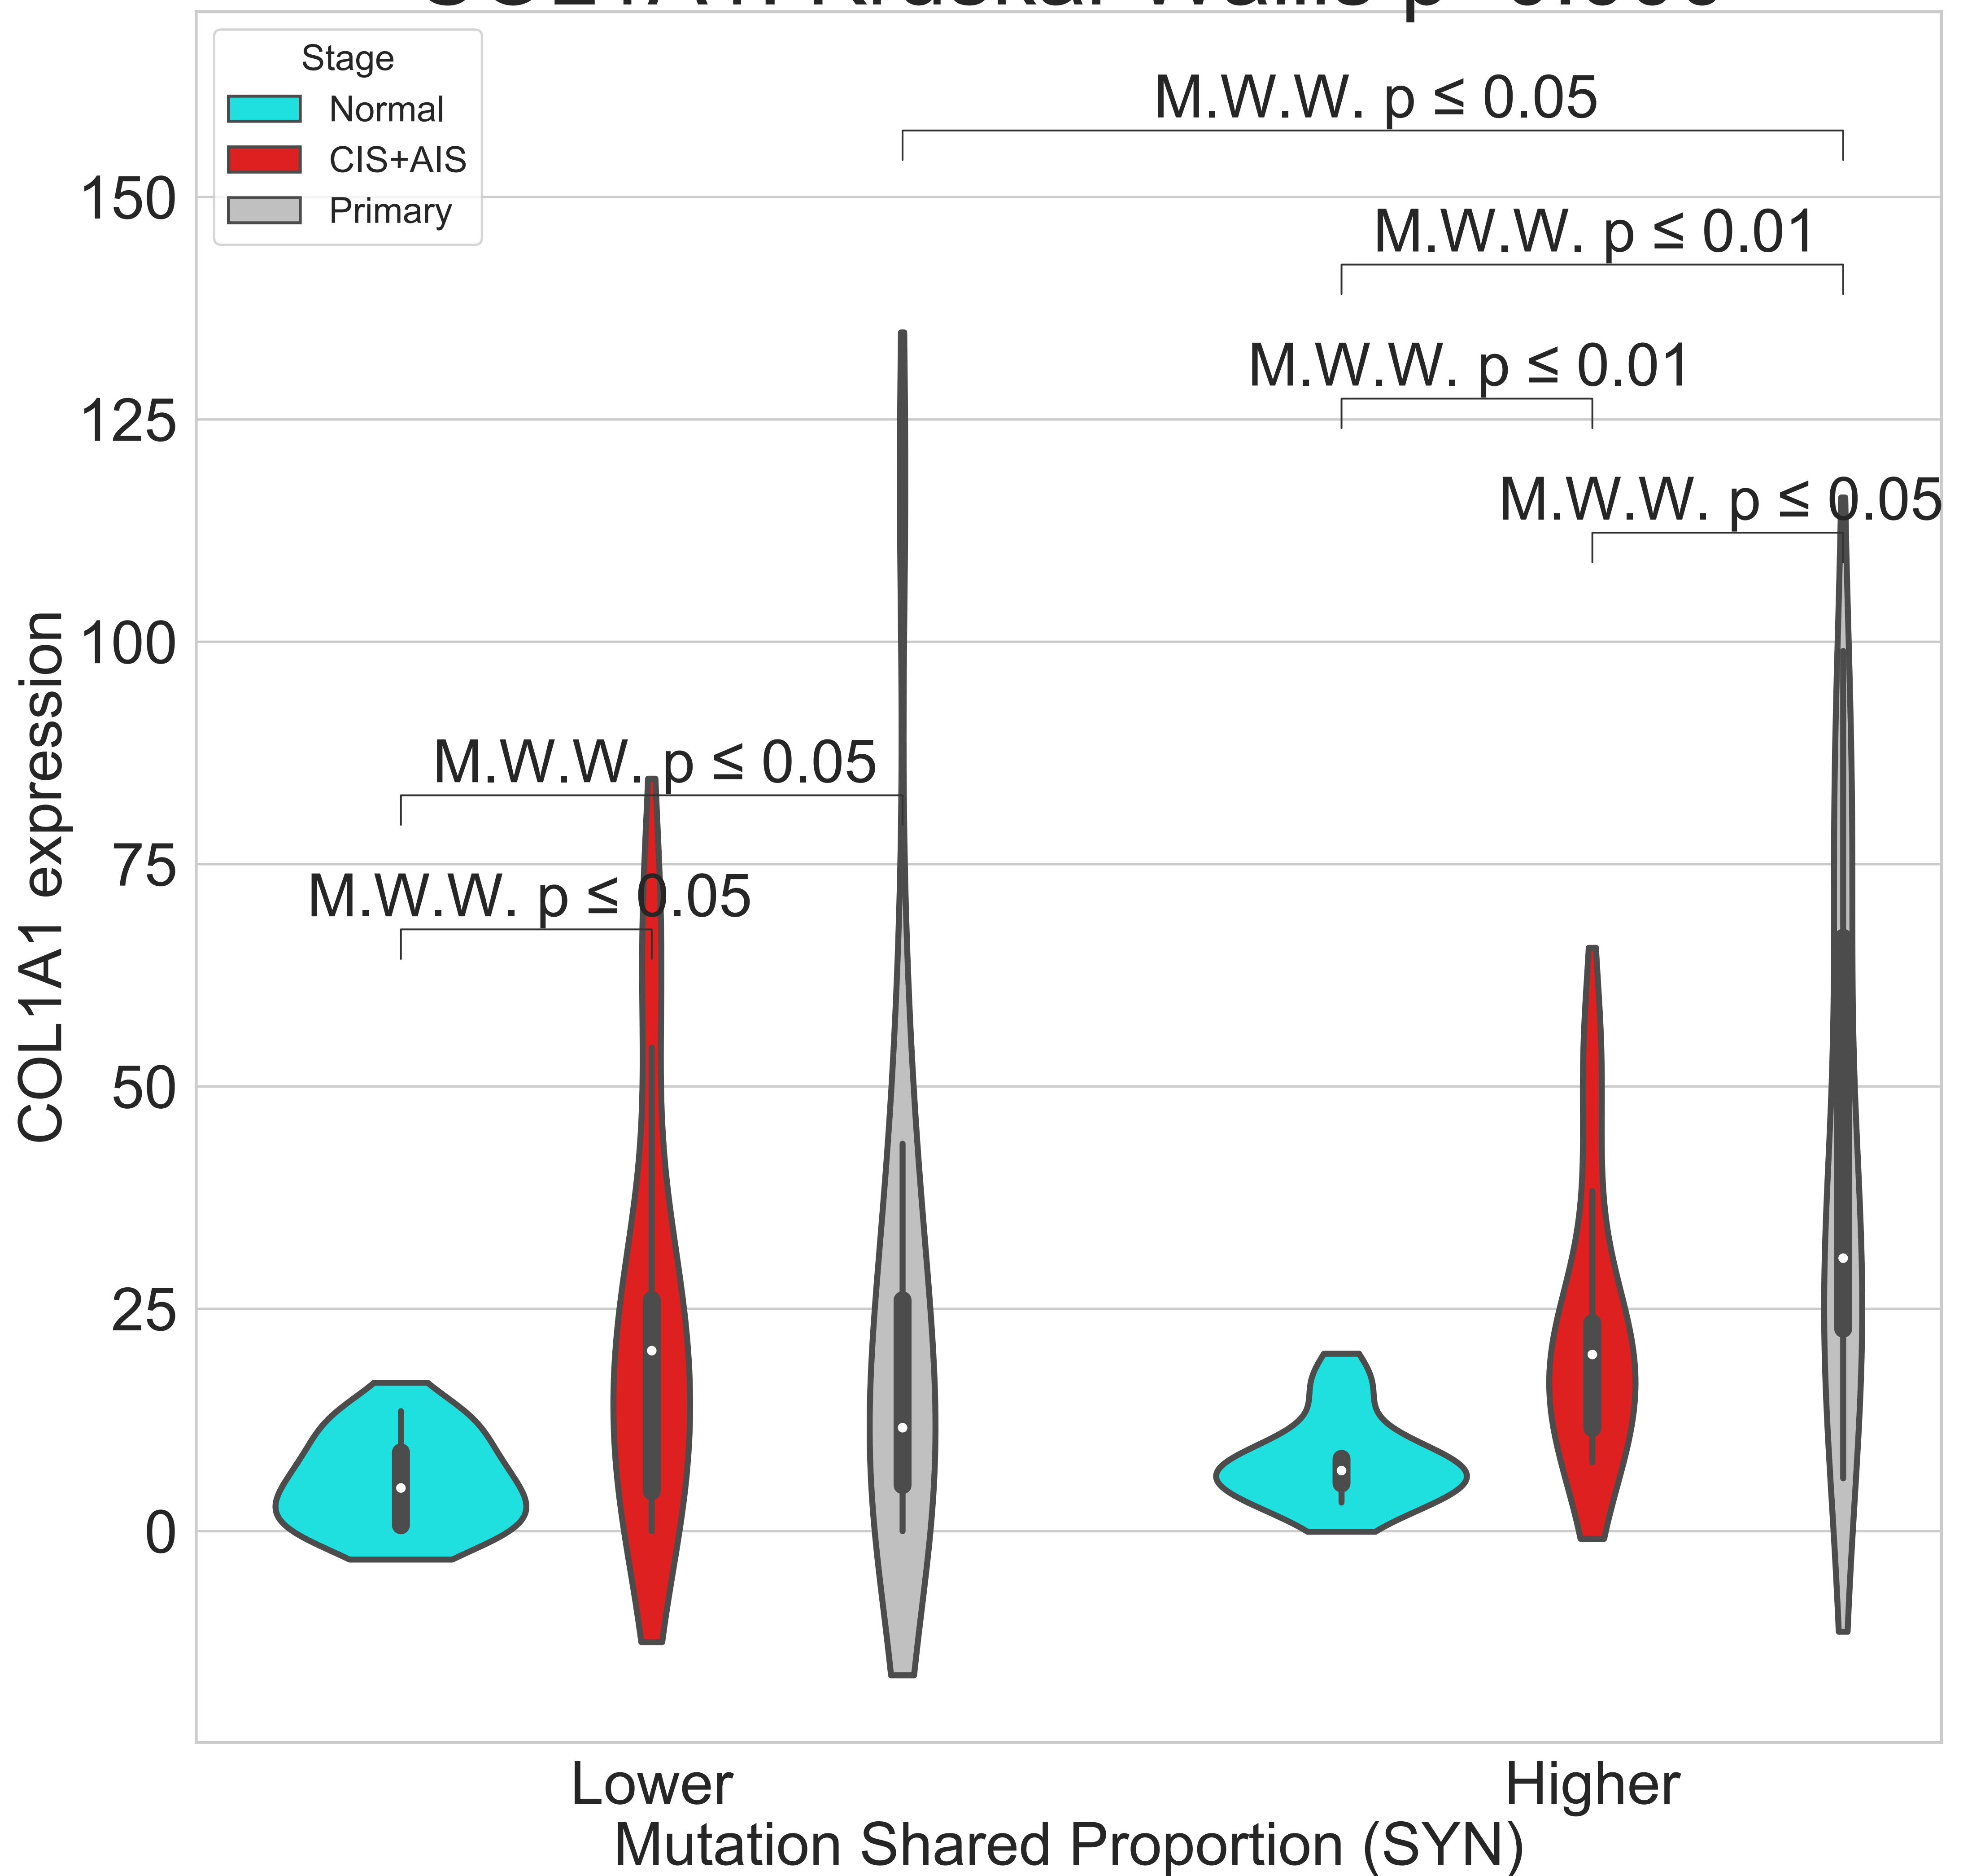 Stage
Normal
CIS+AIS
Primary
M.W.W. p ≤ 0.05
M.W.W. p ≤ 0.01
M.W.W. p ≤ 0.01
M.W.W. p ≤ 0.05
M.W.W. p ≤ 0.05
M.W.W. p ≤ 0.05
150
125
100
75
50
25
0
COL1A1 expression
Lower
Higher
Mutation Shared Proportion (SYN)